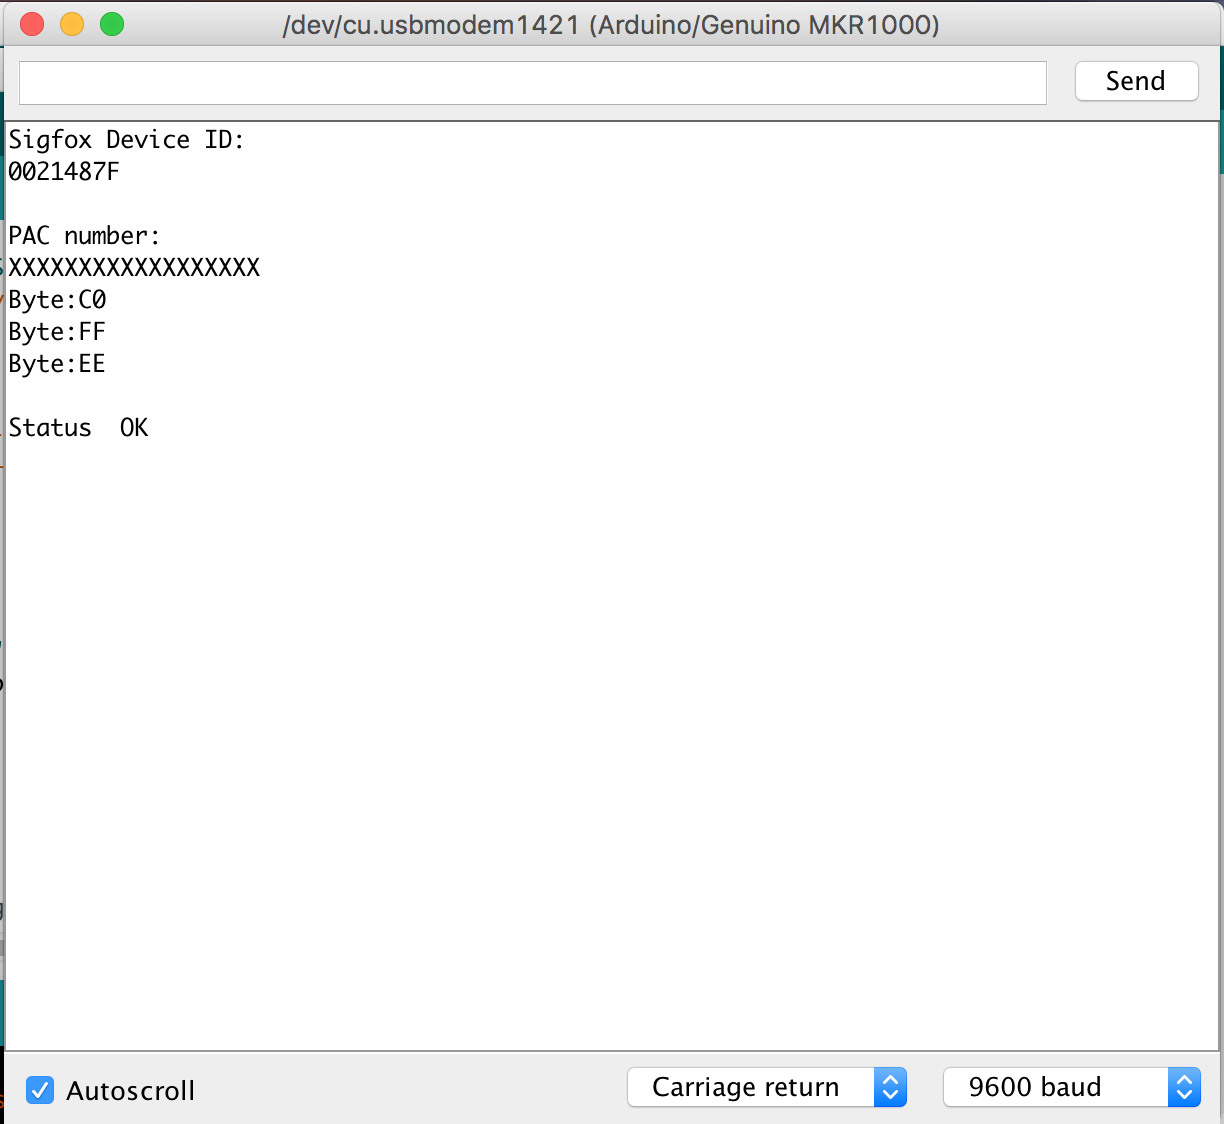 /dev/cu.usbmodem1421 (Arduino/Genuino MKR1000)
Send
Sigfox Device ID:
0021487F
PAC number:
XXXXXXXXXXXXXXXXXX
Byte:C0
Byte:FF
Byte:EE
Status  OK
Autoscroll
Carriage return
9600 baud